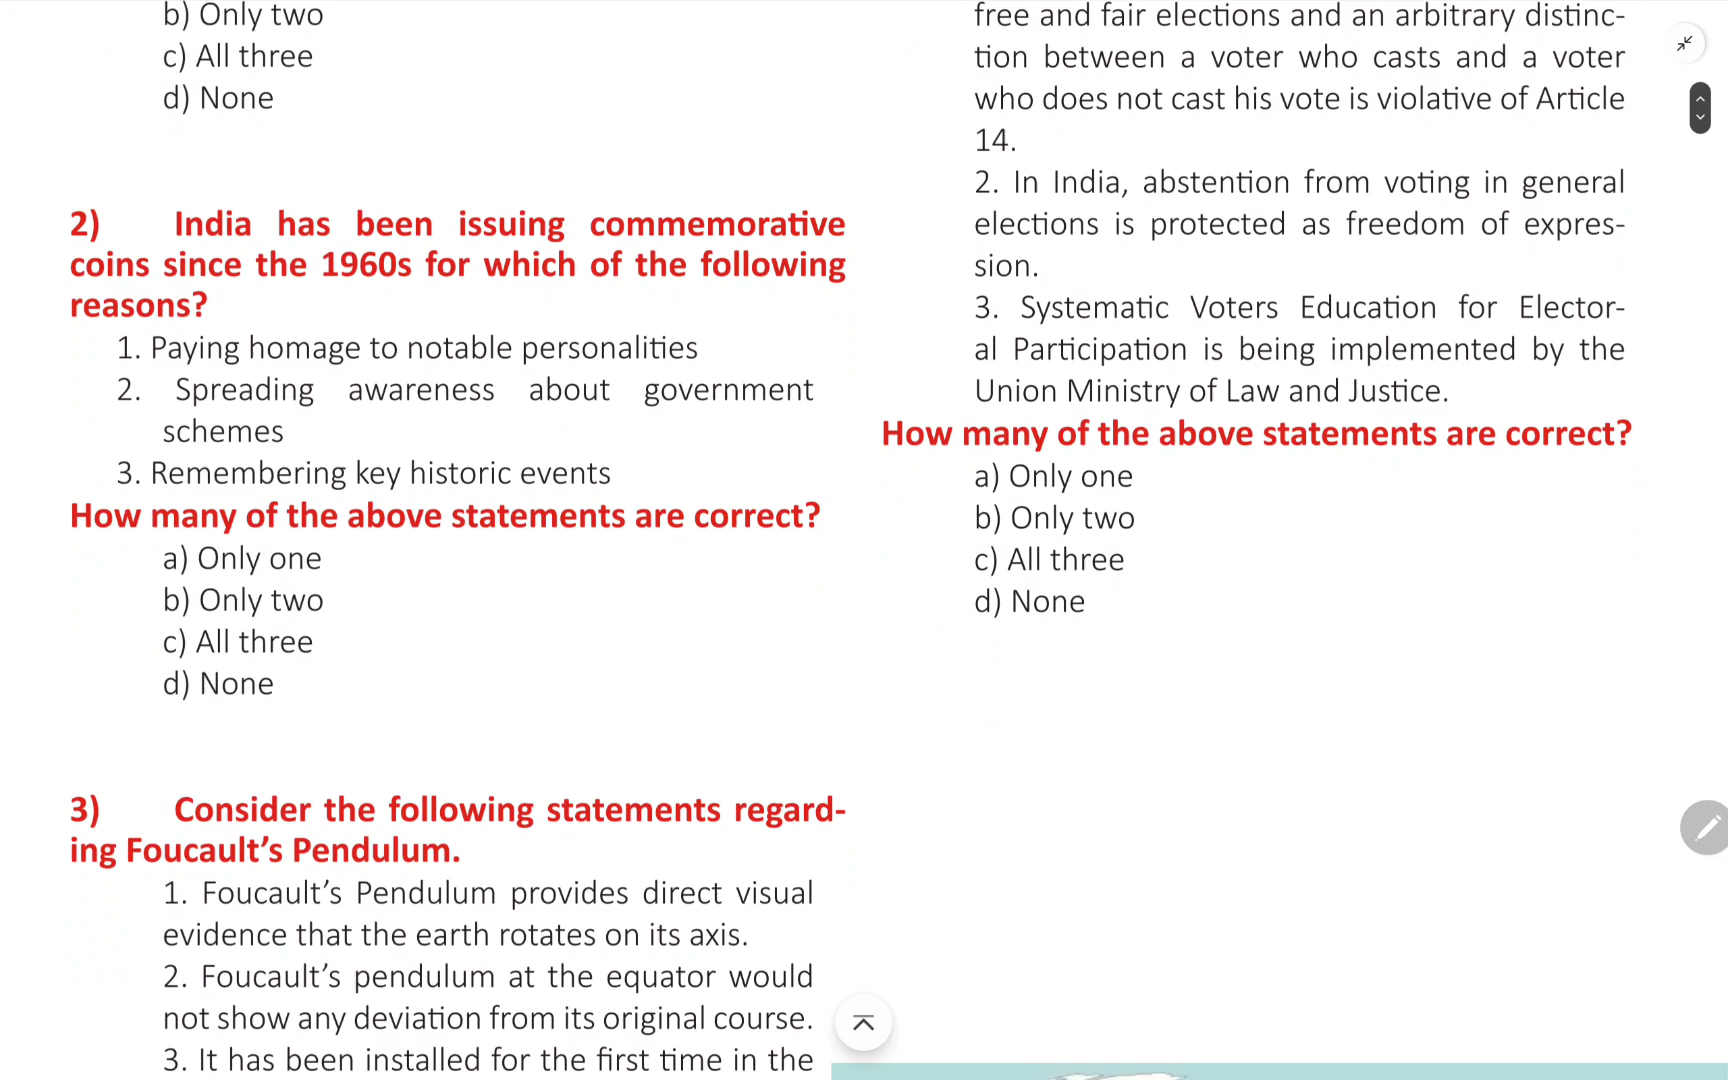 b) Only two
c) All three
d) None
2) India has been issuing commemorative
coins since the 1960s for which of the following
reasons?
1. Paying homage to notable personalities
2. Spreading awareness about government
schemes
3. Remembering key historic events
How many of the above statements are correct?
a) Only one
b) Only two
c) All three
d) None
3) Consider the following statements regard-
ing Foucault’s Pendulum.
1. Foucault’s Pendulum provides direct visual
evidence that the earth rotates on its axis.
2. Foucault’s pendulum at the equator would
not show any deviation from its original course.
3. It has been installed for the first time in the
free and fair elections and an arbitrary distinc-
tion between a voter who casts and a voter
who does not cast his vote is violative of Article
14.
2. In India, abstention from voting in general
elections is protected as freedom of expres-
sion.
3. Systematic Voters Education for Elector-
al Participation is being implemented by the
Union Ministry of Law and Justice.
How many of the above statements are correct?
a) Only one
b) Only two
c) All three
d) None